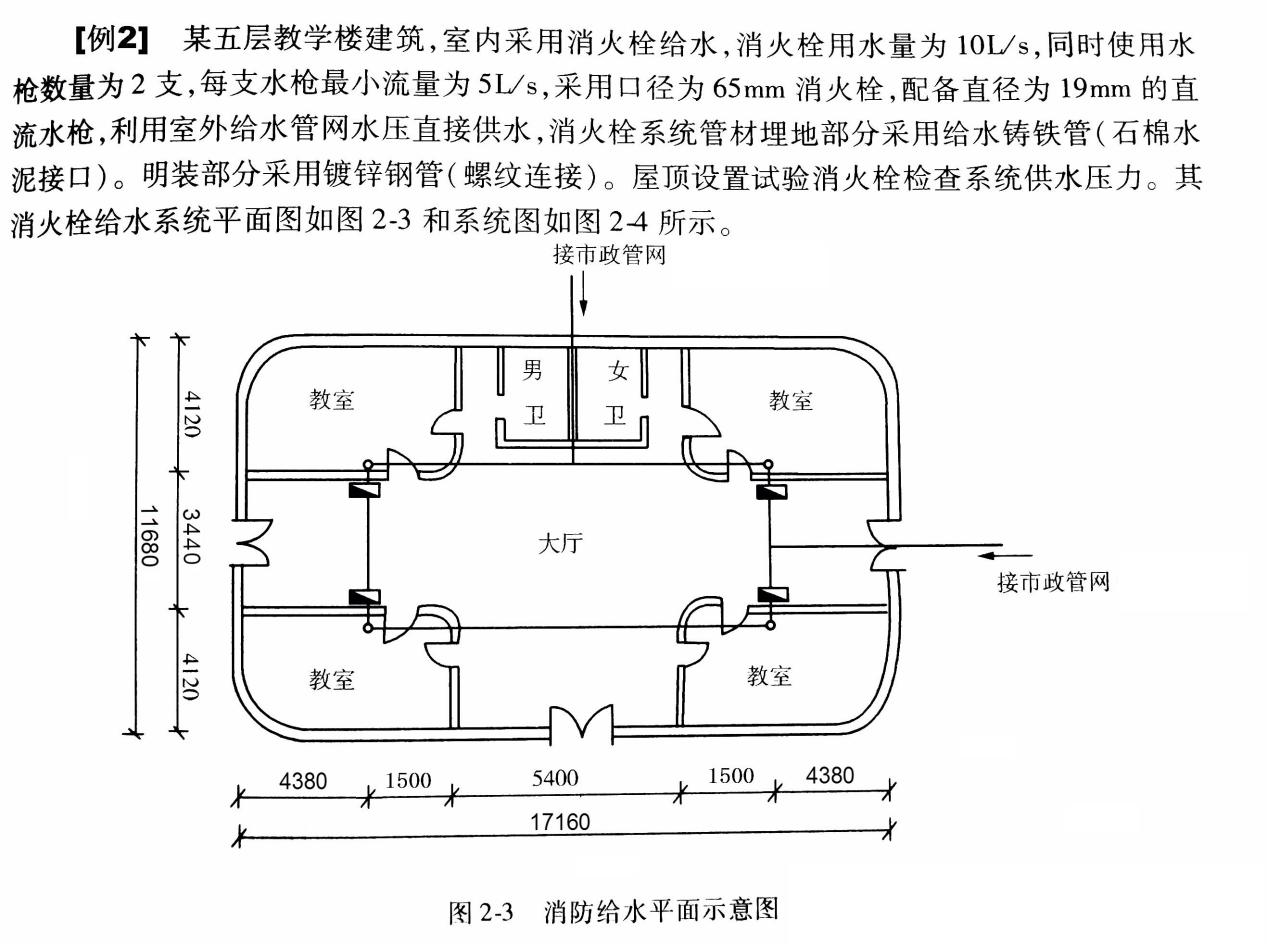 [例2] 某五层教学楼建筑,室内采用消火栓给水,消火栓用水量为10L/s,同时使用水
枪数量为2支,每支水枪最小流量为5L/s,采用口径为65mm消火栓,配备直径为19mm的直
流水枪,利用室外给水管网水压直接供水,消火栓系统管材埋地部分采用给水铸铁管(石棉水
泥接口)。明装部分采用镀锌钢管(螺纹连接)。屋顶设置试验消火栓检查系统供水压力。其
消火栓给水系统平面图如图2-3和系统图如图2-4所示。
接市政管网
男 女
卫 卫
教室
教室
4120
3440
4120
11680
大厅
接市政管网
教室
教室
4380 1500 5400 1500 4380
17160
图2-3 消防给水平面示意图